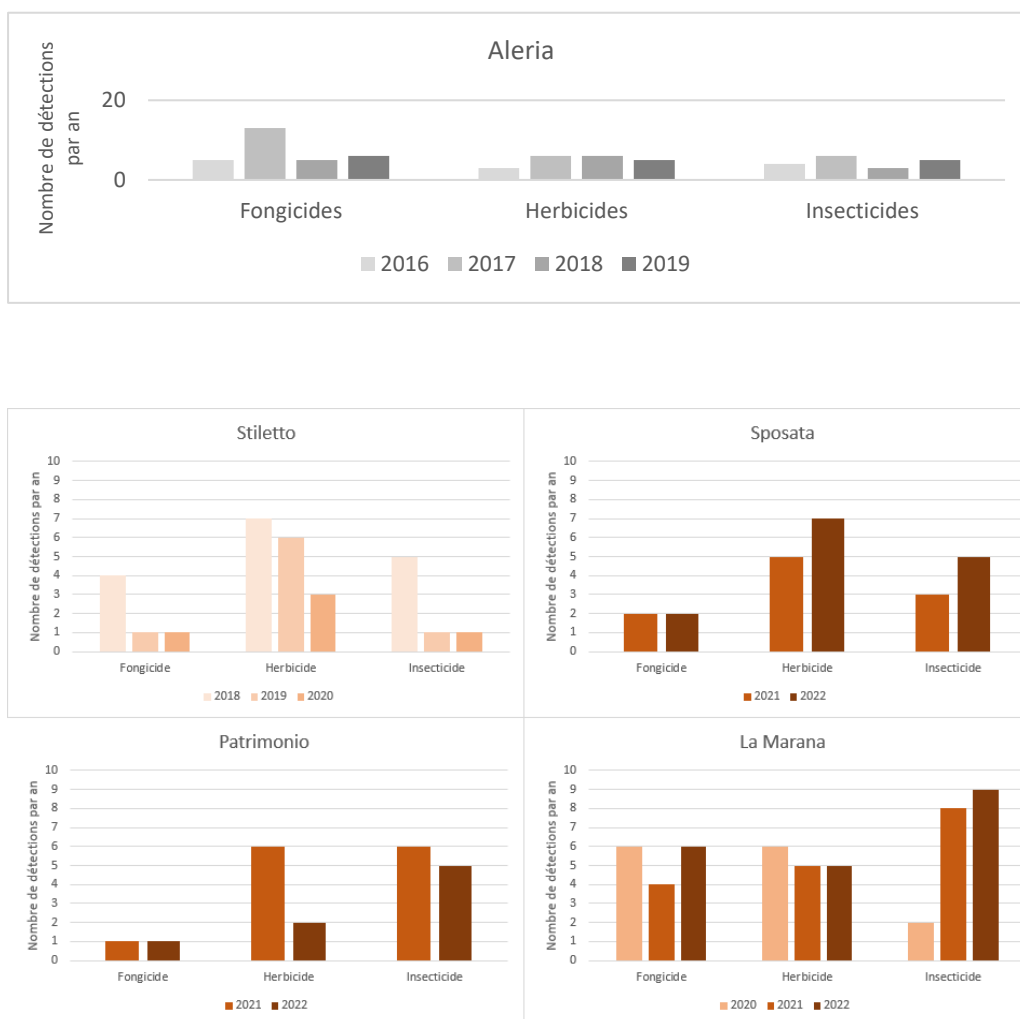 Aleria
Nombre de détections
par an
20
0
Fongicides Herbicides Insecticides
2016 2017 2018 2019
Stiletto
Nombre de détections par an
10
9
8
7
6
5
4
3
2
1
0
Fongicide Herbicide Insecticide
2018 2019 2020
Sposata
Nombre de détections par an
10
9
8
7
6
5
4
3
2
1
0
Fongicide Herbicide Insecticide
2021 2022
Patrimonio
Nombre de détections par an
10
9
8
7
6
5
4
3
2
1
0
Fongicide Herbicide Insecticide
2021 2022
La Marana
Nombre de détections par an
10
9
8
7
6
5
4
3
2
1
0
Fongicide Herbicide Insecticide
2020 2021 2022